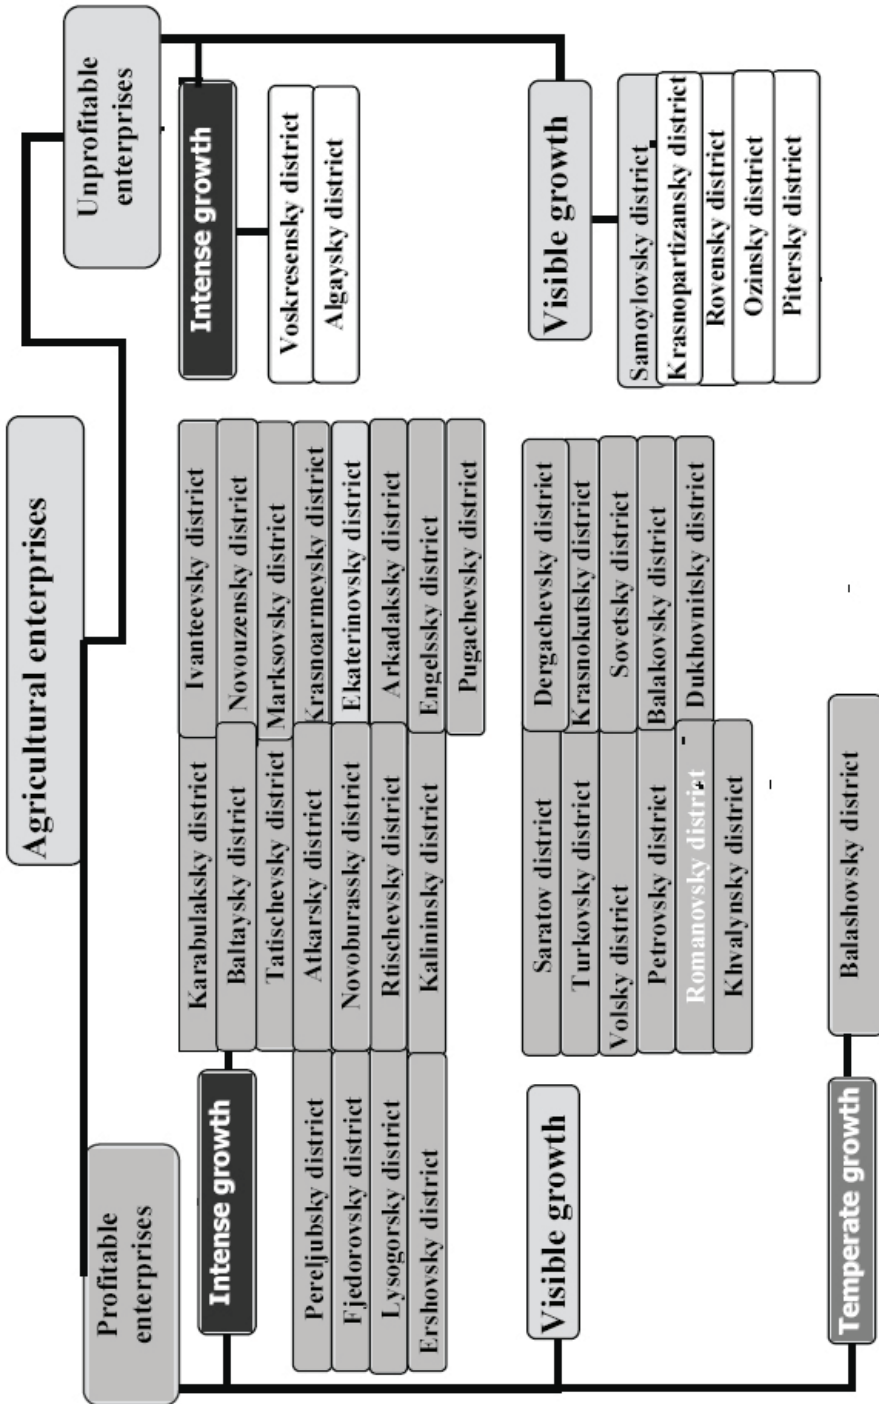 Agricultural enterprises
Profitable
enterprises
Intense growth
Pereljubsky district
Fjedorovsky district
Lysogorsky district
Ershovsky district
Karabulaksky district
Baltaysky district
Tatischevsky district
Atkarsky district
Novoburassky district
Rtischevsky district
Kalininsky district
Ivanteevsky district
Novouzensky district
Marksovsky district
Krasnoarmeysky district
Ekaterinovsky district
Arkadaksky district
Engelssky district
Pugachevsky district
Visible growth
Saratov district
Turkovsky district
Volsky district
Petrovsky district
Romanovsky district
Khvalynsky district
Dergachevsky district
Krasnokutsky district
Sovetsky district
Balakovsky district
Dukhovnitsky district
Temperate growth
Balashovsky district
Unprofitable
enterprises
Intense growth
Voskresensky district
Algaysky district
Visible growth
Samoylovsky district
Krasnopartizansky district
Rovensky district
Ozinsky district
Pitersky district